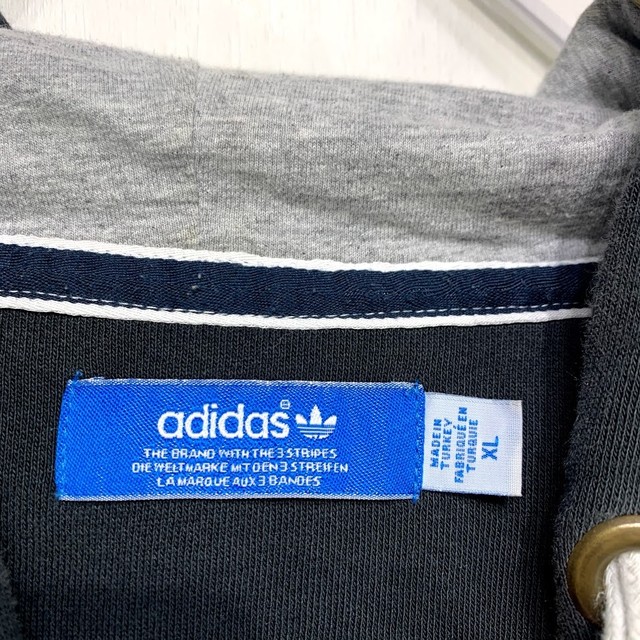 adidas®
THE BRAND WITH THE 3 STRIPES
DIE WELTMARKE MIT DEN 3 STREIFEN
LA MARQUE AUX 3 BANDES
MADE IN
TURKEY
FABRIQUÉ EN
TURQUIE
XL